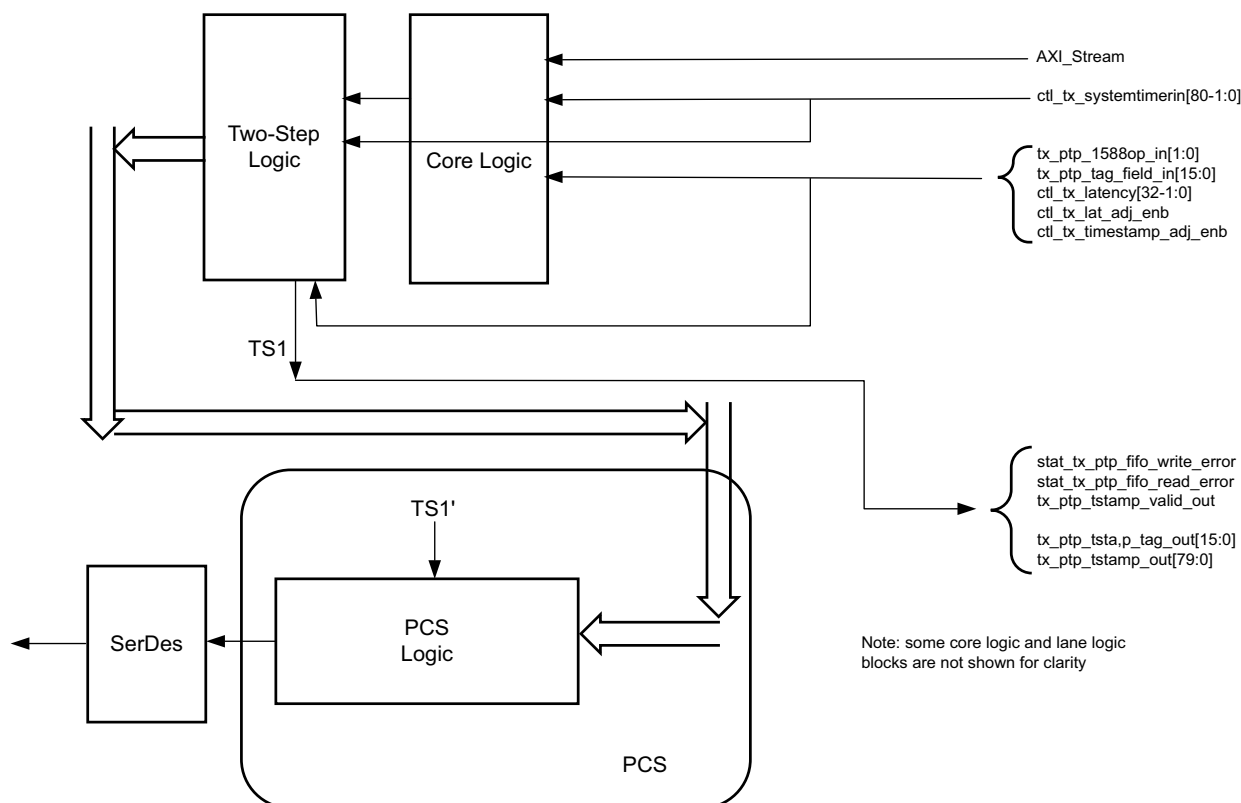 AXI_Stream
ctl_tx_systemtimerin[80-1:0]
Two-Step
Logic
Core Logic
tx_ptp_1588op_in[1:0]
tx_ptp_tag_field_in[15:0]
ctl_tx_latency[32-1:0]
ctl_tx_lat_adj_enb
ctl_tx_timestamp_adj_enb
TS1
stat_tx_ptp_fifo_write_error
stat_tx_ptp_fifo_read_error
tx_ptp_tstamp_valid_out
tx_ptp_tsta,p_tag_out[15:0]
tx_ptp_tstamp_out[79:0]
TS1'
PCS
Logic
SerDes
Note: some core logic and lane logic
blocks are not shown for clarity
PCS